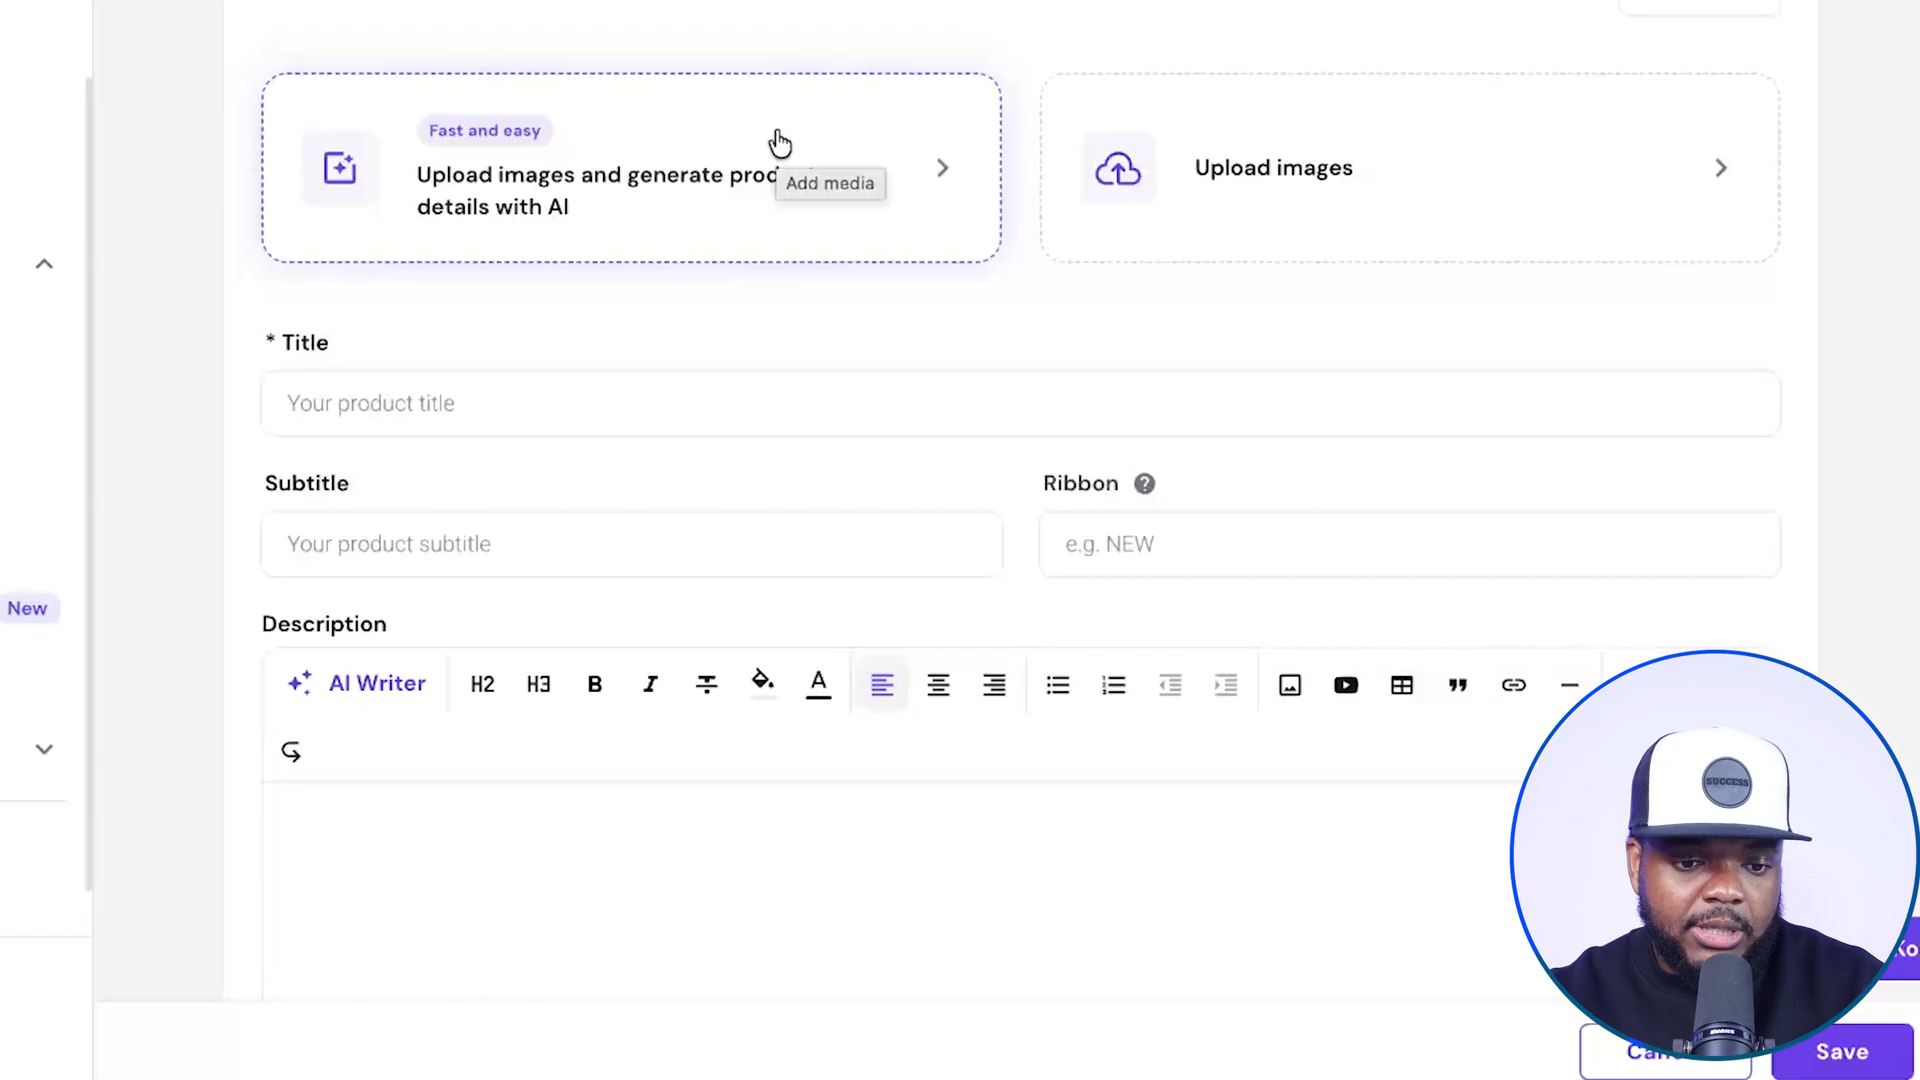 Fast and easy
Upload images and generate
details with AI
Add media
Upload images
* Title
Your product title
Subtitle
Ribbon ?
Your product subtitle
e.g. NEW
New
Description
AI Writer H2 H3 B I T A
SUCCESS
Save